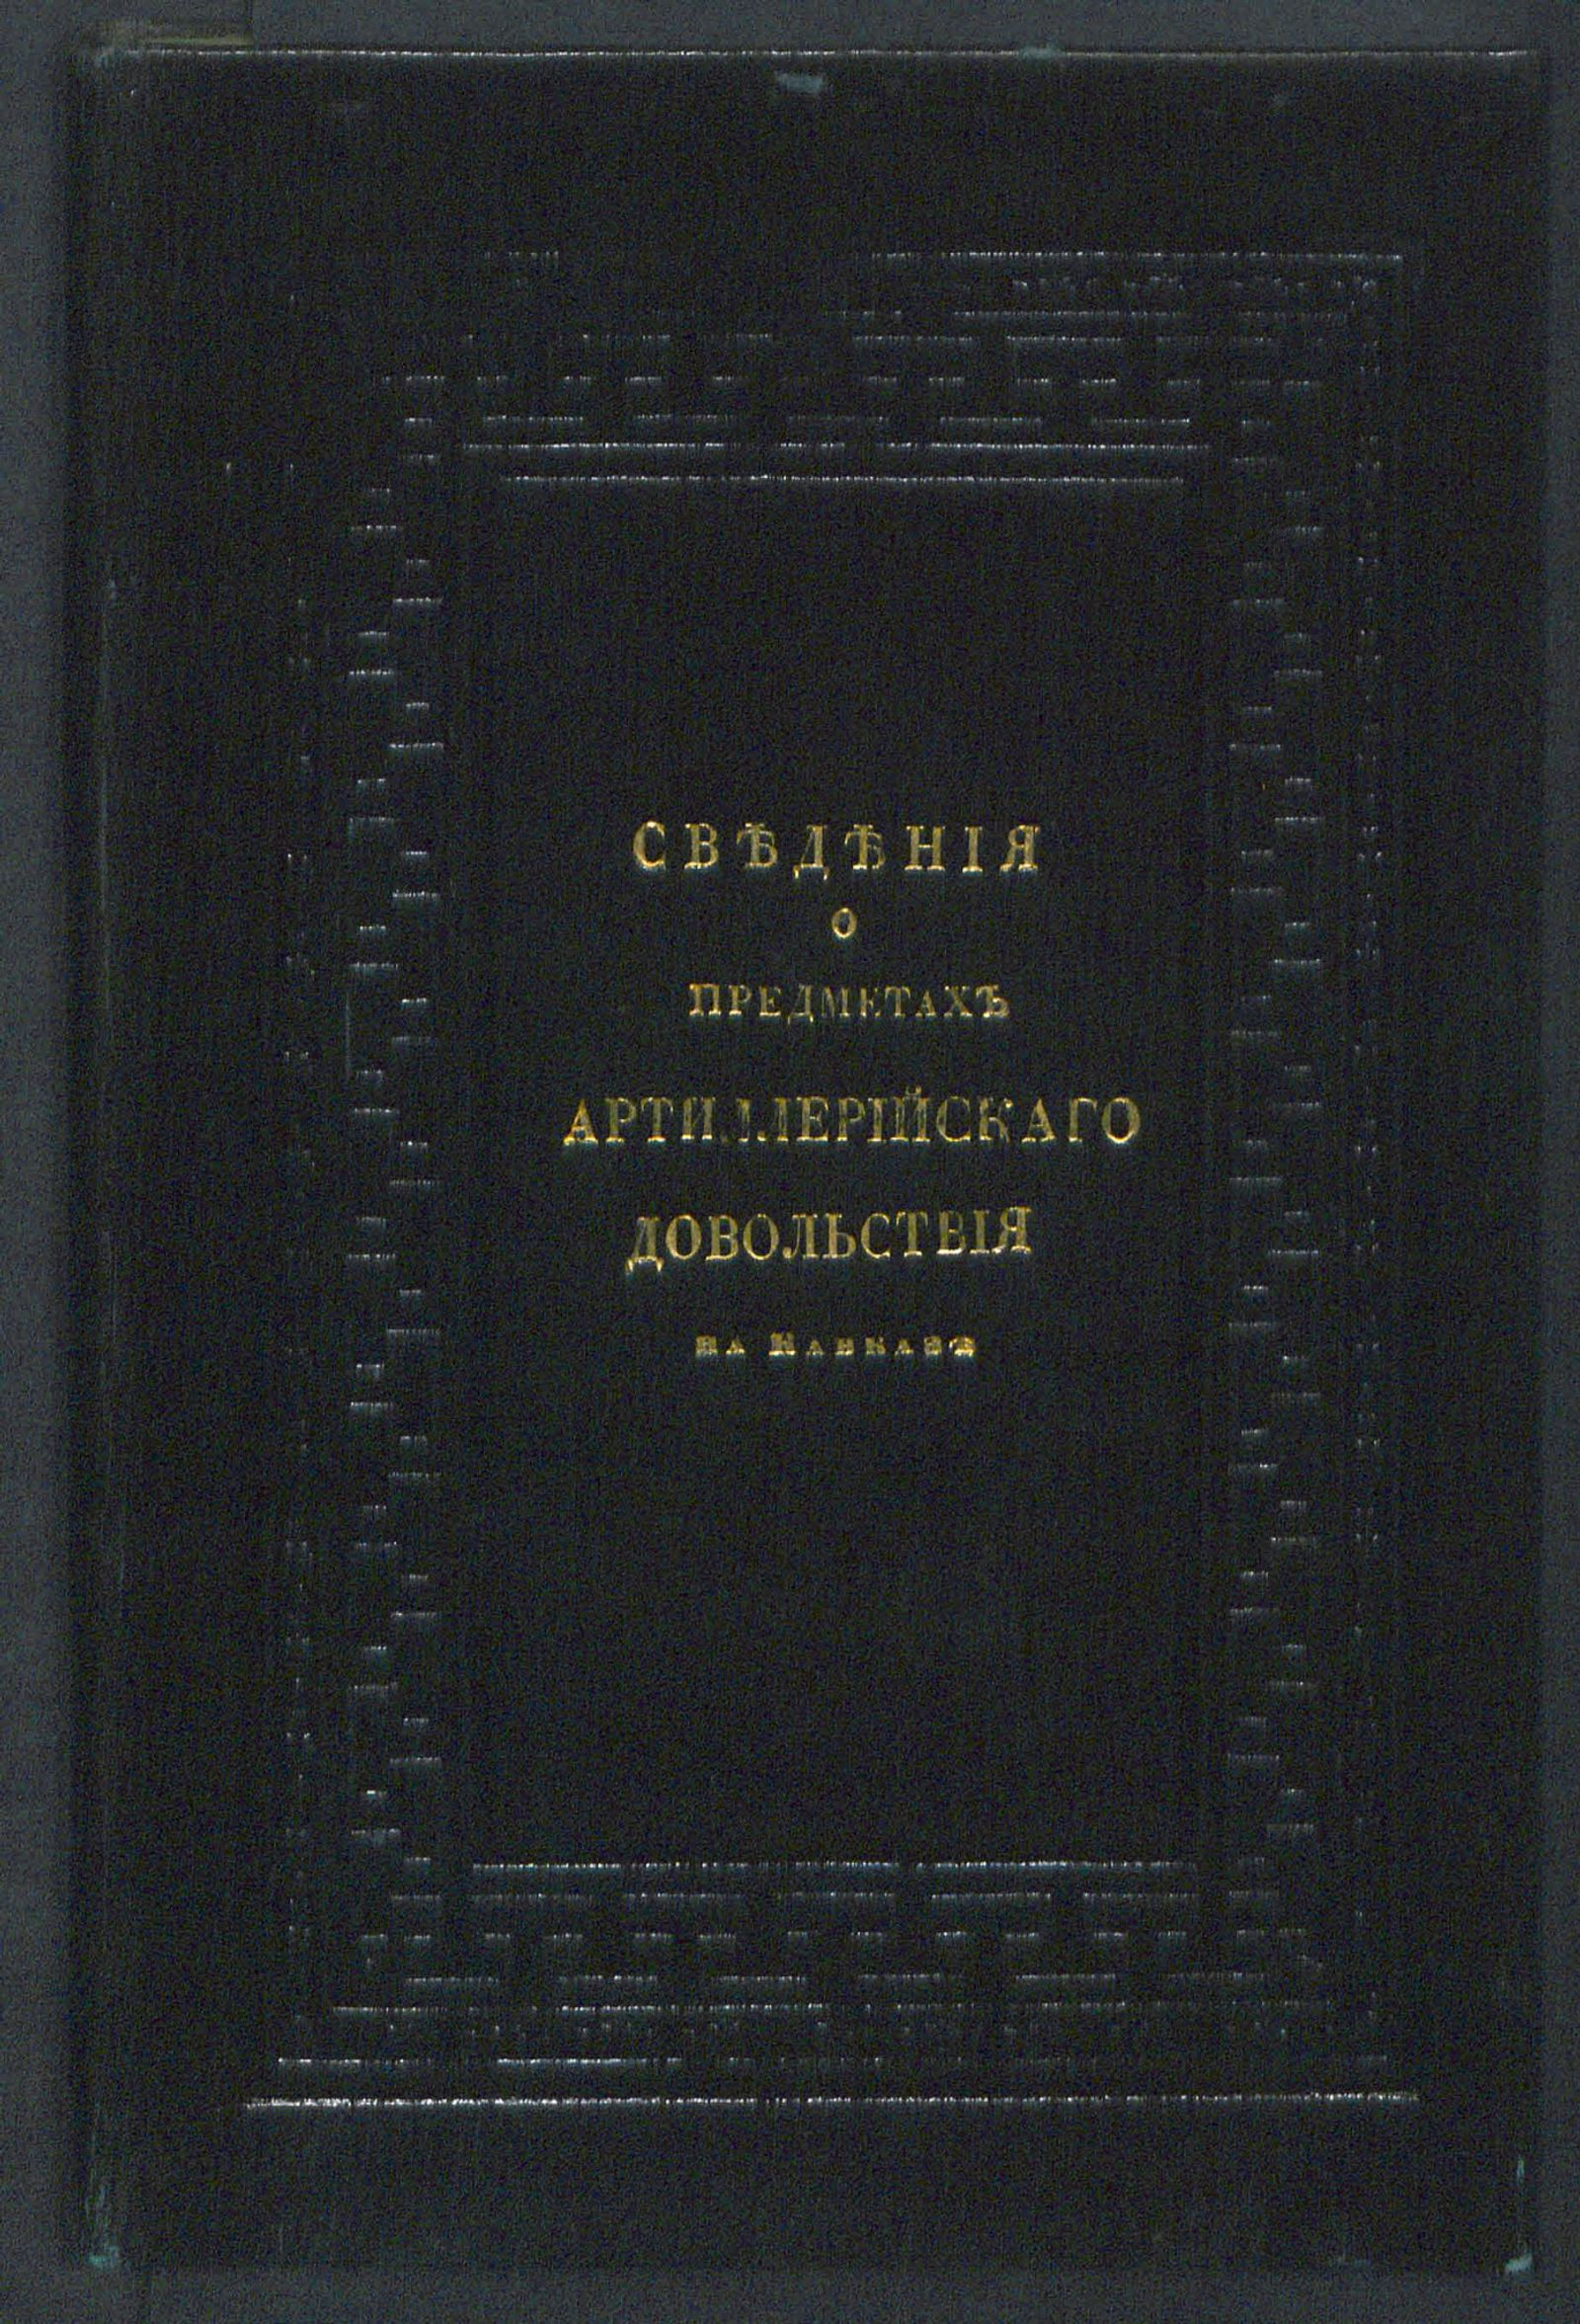 СВѢДѢНІЯ
О
ПРЕДМЕТАХЪ
АРТИЛЛЕРІЙСКАГО
ДОВОЛЬСТВІЯ
НА КАВКАЗѢ